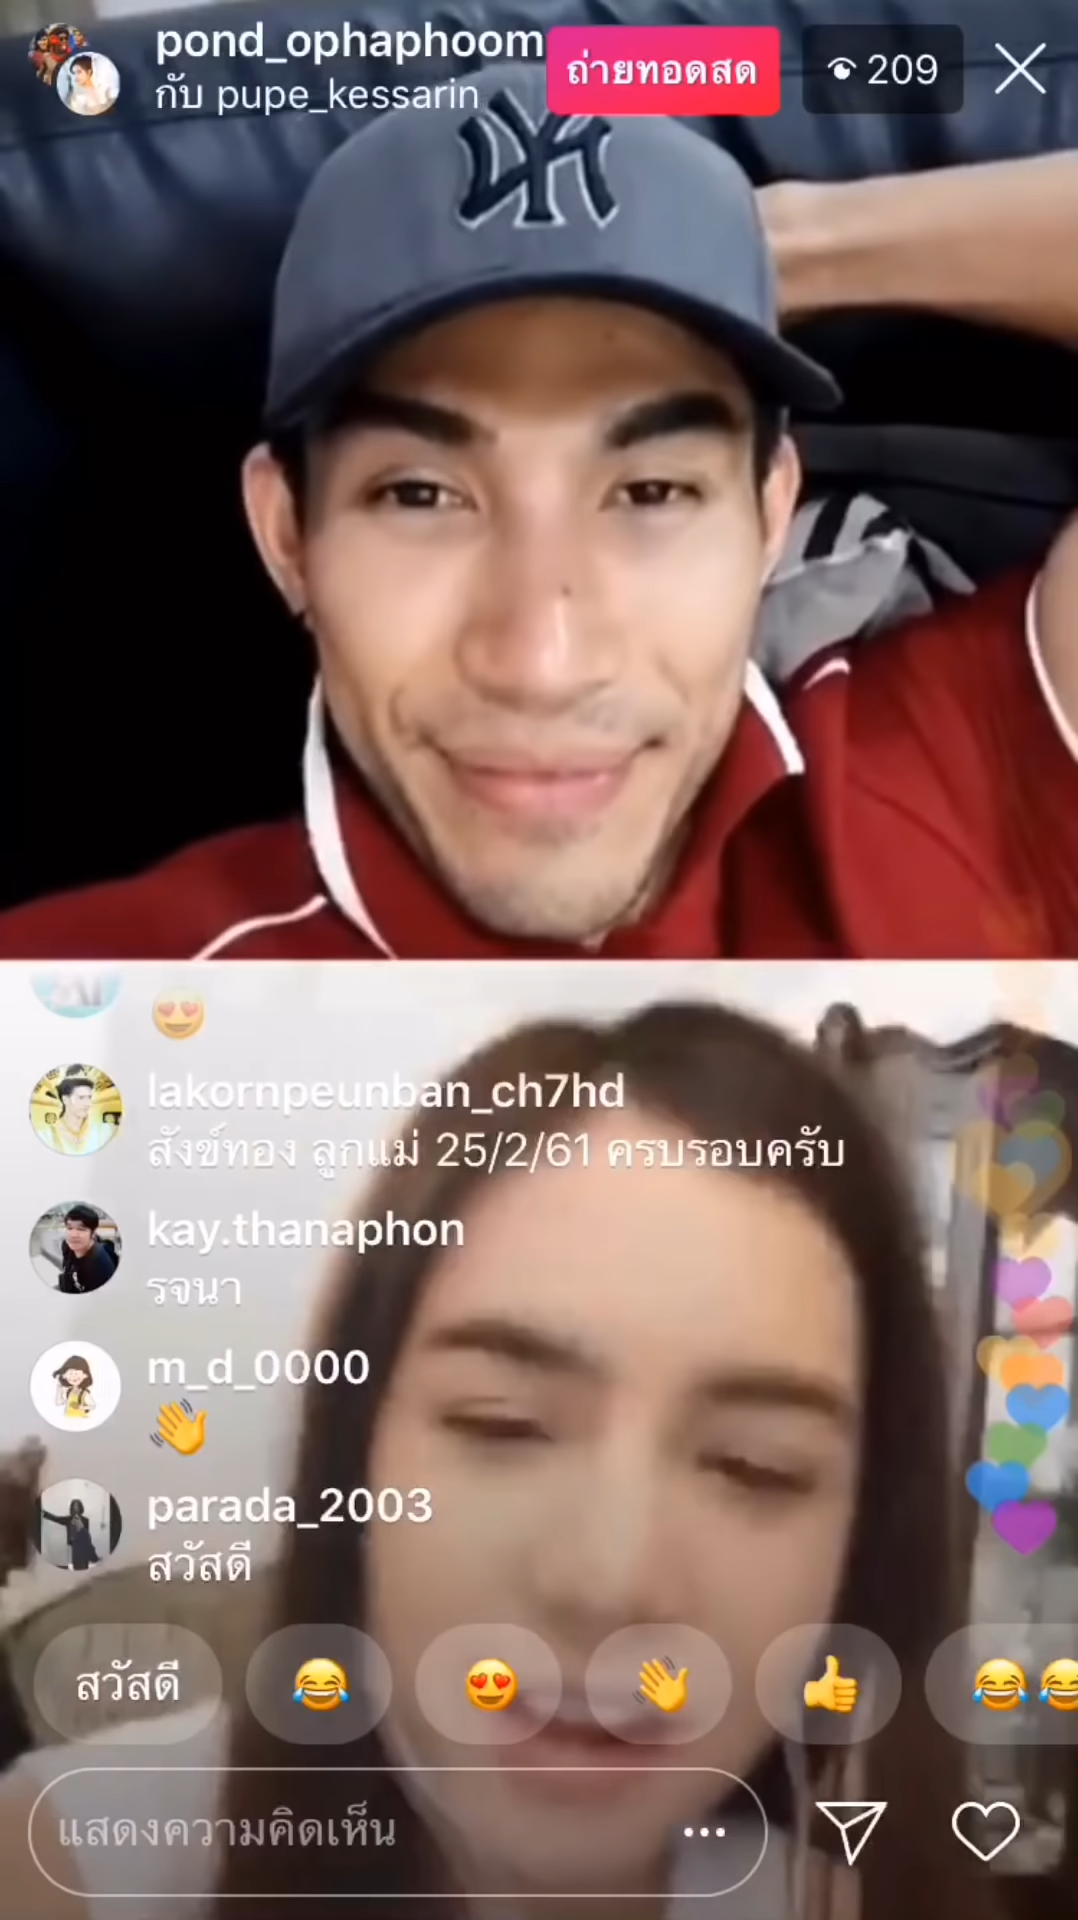 pond_ophaphoom
กับ pupe_kessarin
ถ่ายทอดสด
209
NY
lakornpeunban_ch7hd
สังข์ทอง ลูกแม่ 25/2/61 ครบรอบครับ
kay.thanaphon
รจนา
m_d_0000
parada_2003
สวัสดี
สวัสดี
แสดงความคิดเห็น